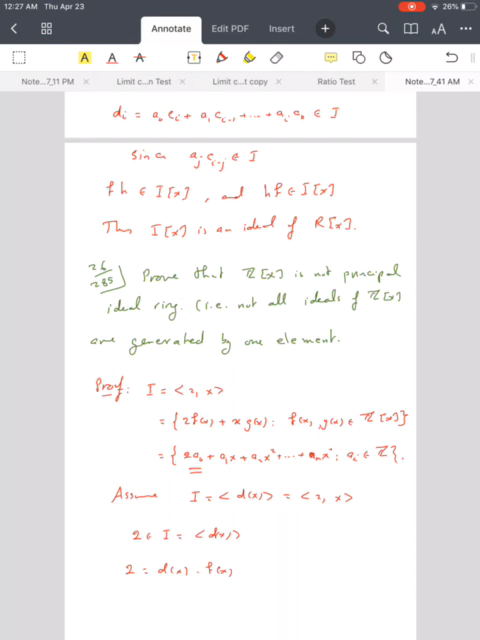 12:27 AM Thu Apr 23
26%
Annotate Edit PDF Insert
Note...7_11 PM Limit c...n Test Limit c...t copy Ratio Test Note...7_41 AM
di = a₀ cᵢ + a₁ cᵢ₋₁ + ... + aᵢ c₀ ∈ I
Since aⱼ cᵢ₋ⱼ ∈ I
f h ∈ I[x] , and hf ∈ I[x]
Thus I[x] is an ideal of R[x].
26/285) Prove that ℤ[x] is not principal
ideal ring. (i.e. not all ideals of ℤ[x]
are generated by one element.
Proof: I = <2, x>
= {2f(x) + x g(x): f(x), g(x) ∈ ℤ[x]}
= {2a₀ + a₁x + a₂x² + ... + aₙxⁿ: aᵢ ∈ ℤ}.
Assume I = <d(x)> = <2, x>
2 ∈ I = <d(x)>
2 = d(x) · f(x)